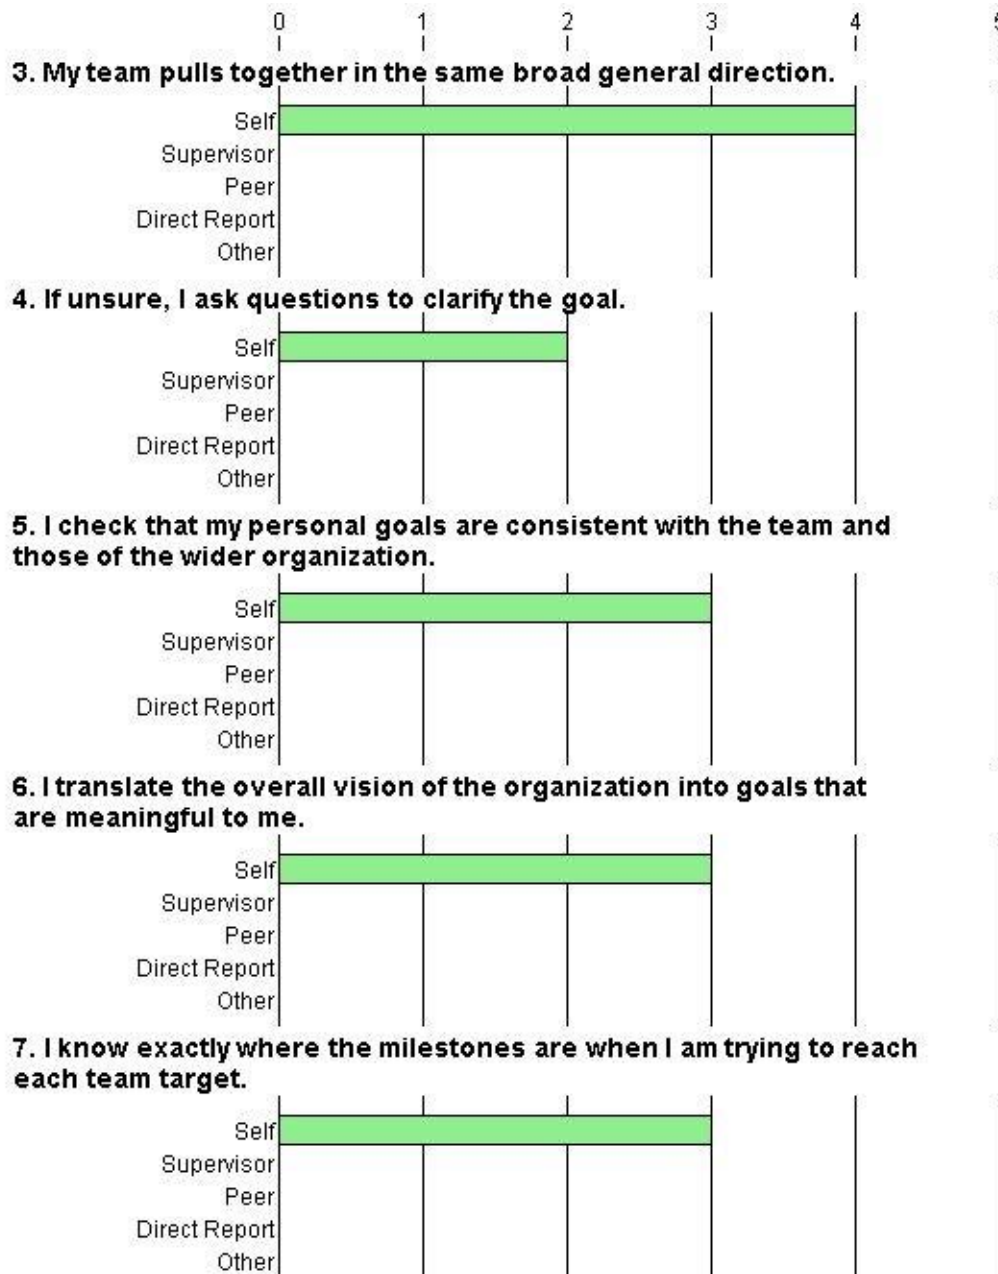 0 1 2 3 4 5
3. My team pulls together in the same broad general direction.
Self
Supervisor
Peer
Direct Report
Other
4. If unsure, I ask questions to clarify the goal.
Self
Supervisor
Peer
Direct Report
Other
5. I check that my personal goals are consistent with the team and
those of the wider organization.
Self
Supervisor
Peer
Direct Report
Other
6. I translate the overall vision of the organization into goals that
are meaningful to me.
Self
Supervisor
Peer
Direct Report
Other
7. I know exactly where the milestones are when I am trying to reach
each team target.
Self
Supervisor
Peer
Direct Report
Other